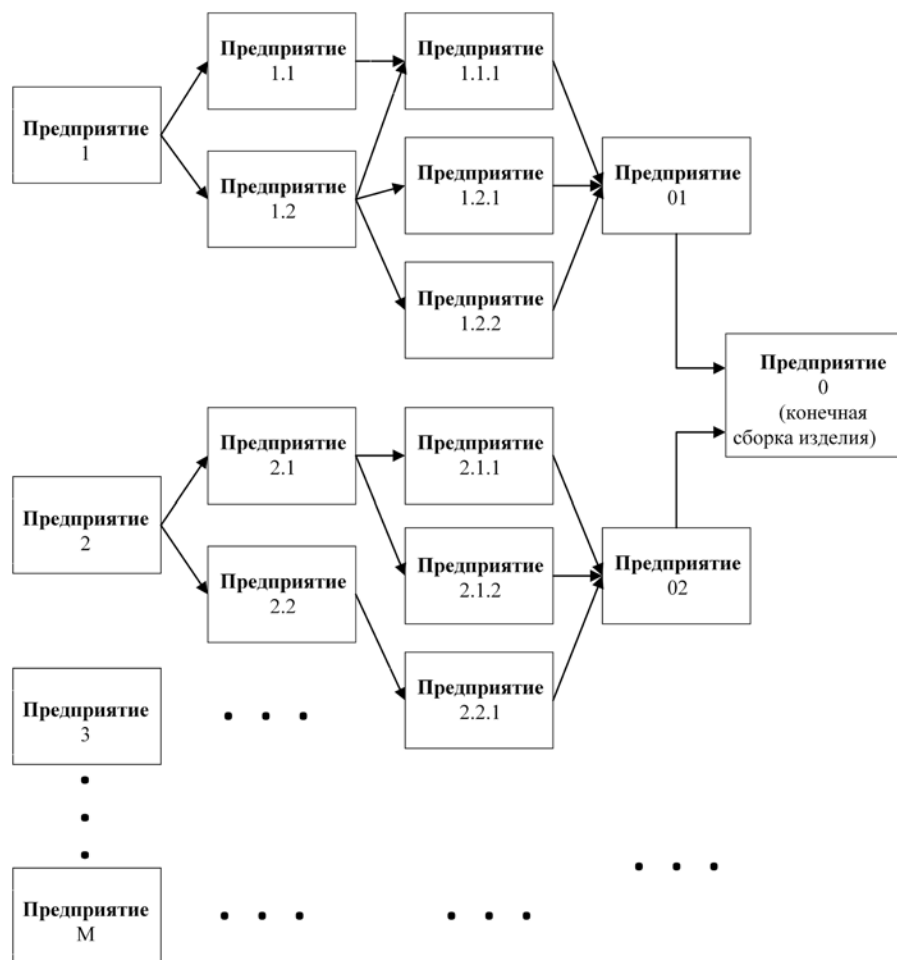 Предприятие
1
Предприятие
1.1
Предприятие
1.2
Предприятие
1.1.1
Предприятие
1.2.1
Предприятие
1.2.2
Предприятие
01
Предприятие
0
(конечная
сборка изделия)
Предприятие
2
Предприятие
2.1
Предприятие
2.2
Предприятие
2.1.1
Предприятие
2.1.2
Предприятие
2.2.1
Предприятие
02
Предприятие
3
Предприятие
М